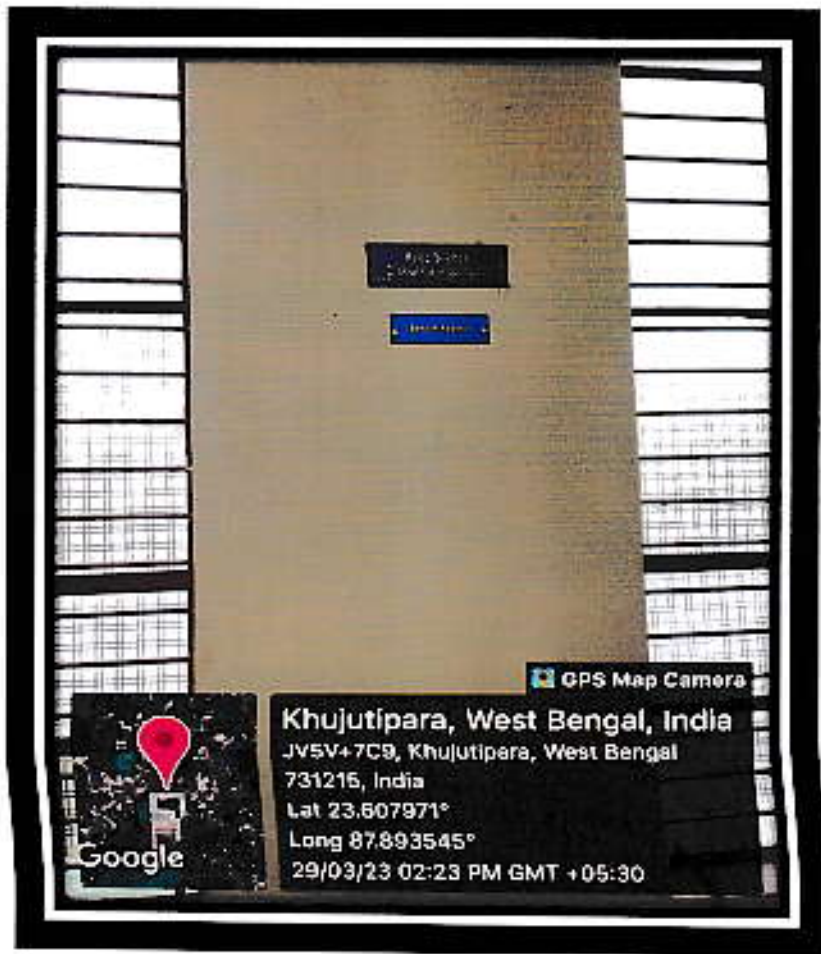 GPS Map Camera
Khujutipara, West Bengal, India
JV5V+7C9, Khujutipara, West Bengal
731215, India
Lat 23.607971°
Long 87.893545°
29/03/23 02:23 PM GMT +05:30
Google